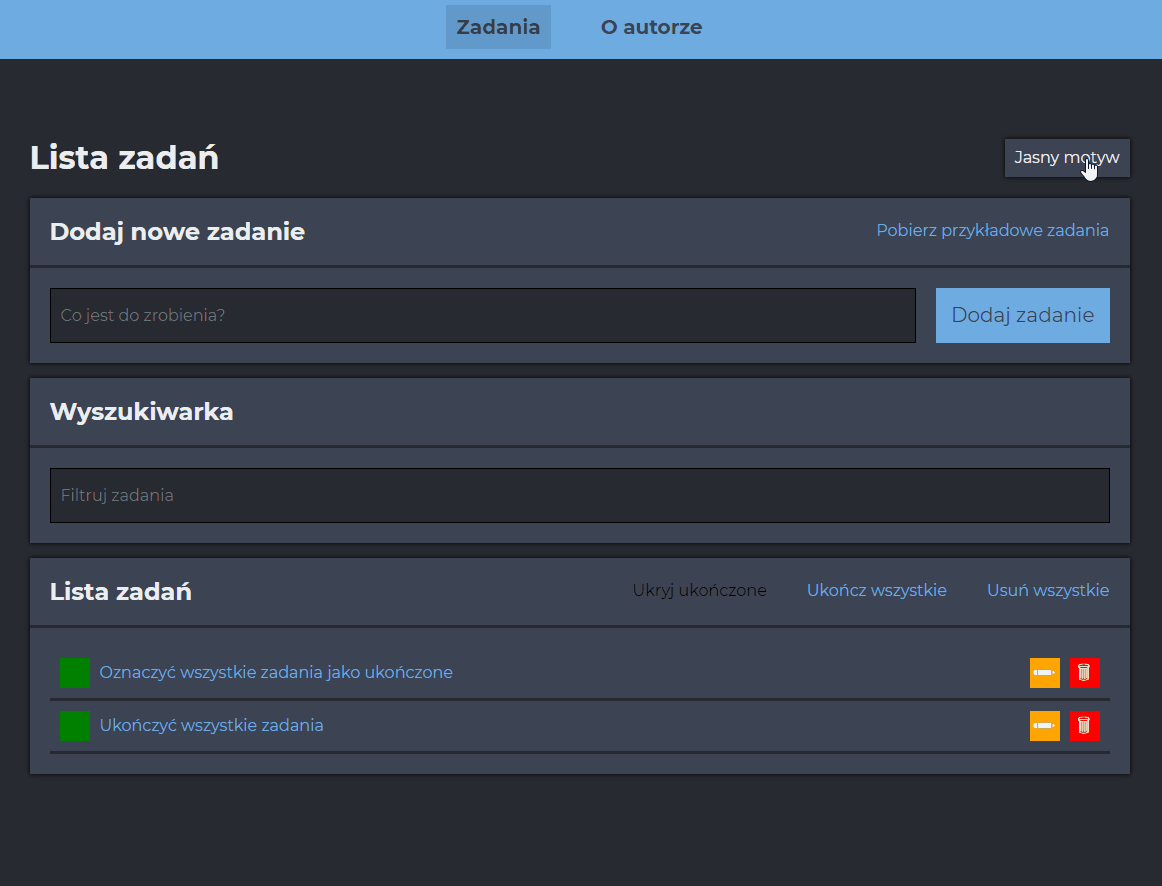 Zadania
O autorze
Lista zadań
Jasny motyw
Dodaj nowe zadanie
Pobierz przykładowe zadania
Co jest do zrobienia?
Dodaj zadanie
Wyszukiwarka
Filtruj zadania
Lista zadań
Ukryj ukończone
Ukończ wszystkie
Usuń wszystkie
Oznaczyć wszystkie zadania jako ukończone
Ukończyć wszystkie zadania